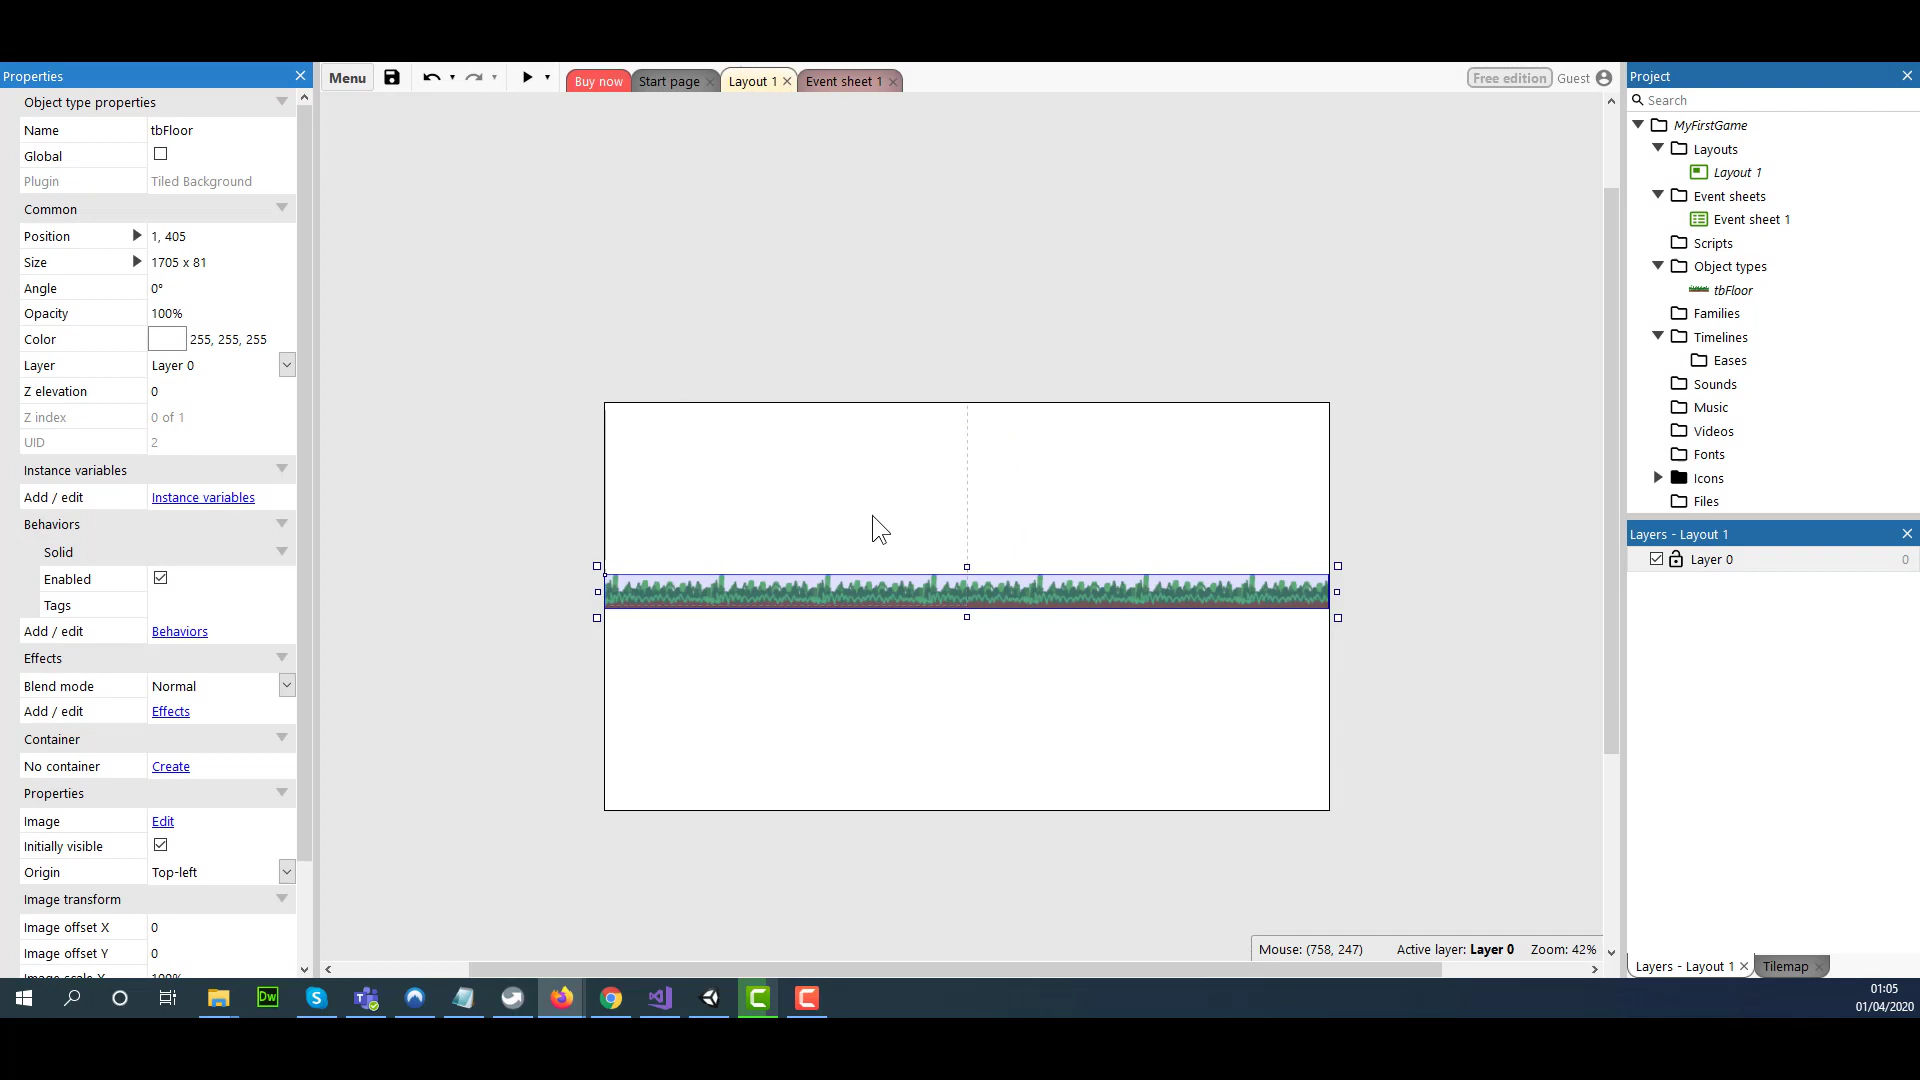 Properties
Object type properties
Name tbFloor
Global
Plugin Tiled Background
Common
Position 1, 405
Size 1705 x 81
Angle 0°
Opacity 100%
Color 255, 255, 255
Layer Layer 0
Z elevation 0
Z index 0 of 1
UID 2
Instance variables
Add / edit Instance variables
Behaviors
Solid
Enabled
Tags
Add / edit Behaviors
Effects
Blend mode Normal
Add / edit Effects
Container
No container Create
Properties
Image Edit
Initially visible
Origin Top-left
Image transform
Image offset X 0
Image offset Y 0
Image scale X 100%
Menu
Buy now
Start page
Layout 1
Event sheet 1
Free edition
Guest
Mouse: (758, 247) Active layer: Layer 0 Zoom: 42%
Project
Search
MyFirstGame
Layouts
Layout 1
Event sheets
Event sheet 1
Scripts
Object types
tbFloor
Families
Timelines
Eases
Sounds
Music
Videos
Fonts
Icons
Files
Layers - Layout 1
Layer 0 0
Layers - Layout 1
Tilemap
Dw
01:05
01/04/2020